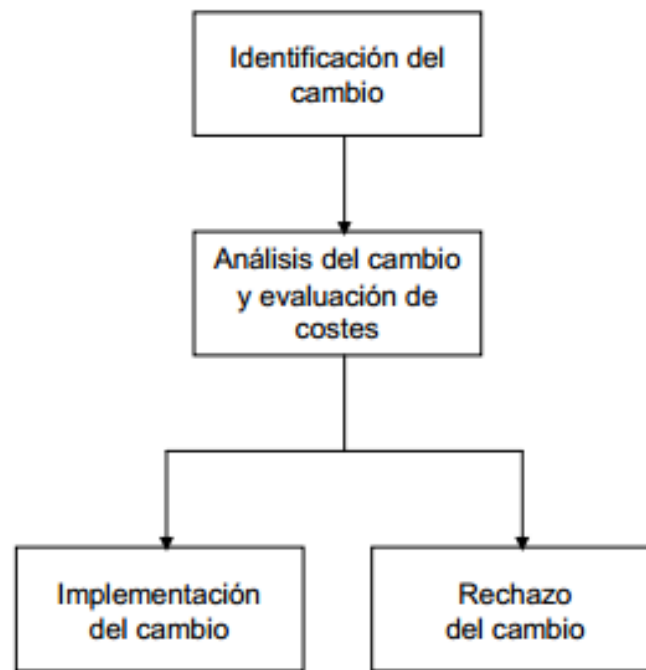 Identificación del
cambio
Análisis del cambio
y evaluación de
costes
Implementación
del cambio
Rechazo
del cambio